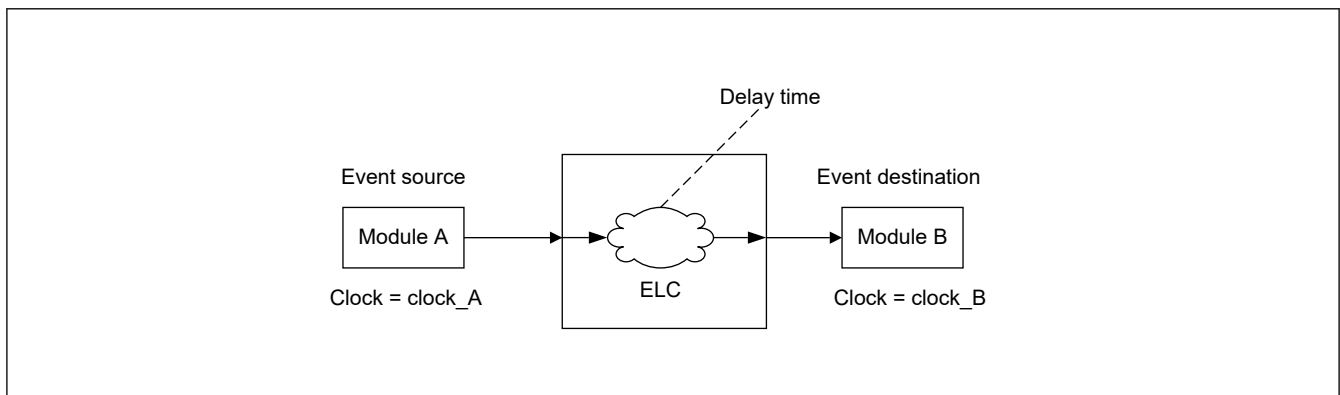 Delay time
Event source
Event destination
Module A
Module B
ELC
Clock = clock_A
Clock = clock_B